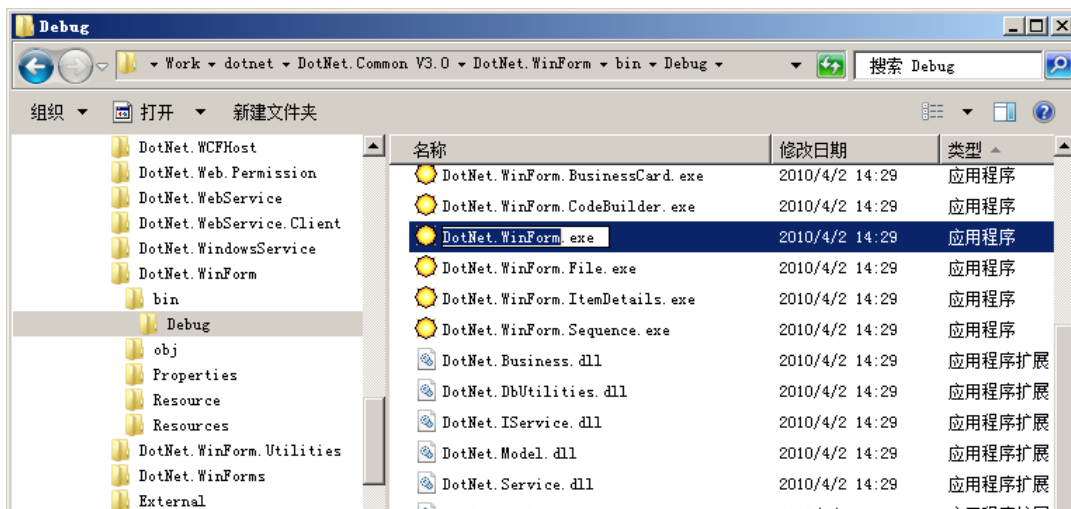 Debug
Work dotnet DotNet.Common V3.0 DotNet.WinForm bin Debug
搜索 Debug
组织 打开 新建文件夹
DotNet.WCFHost
DotNet.Web.Permission
DotNet.WebService
DotNet.WebService.Client
DotNet.WindowsService
DotNet.WinForm
bin
Debug
obj
Properties
Resource
Resources
DotNet.WinForm.Utilities
DotNet.WinForms
External
名称 修改日期 类型
DotNet.WinForm.BusinessCard.exe 2010/4/2 14:29 应用程序
DotNet.WinForm.CodeBuilder.exe 2010/4/2 14:29 应用程序
DotNet.WinForm.exe 2010/4/2 14:29 应用程序
DotNet.WinForm.File.exe 2010/4/2 14:29 应用程序
DotNet.WinForm.ItemDetails.exe 2010/4/2 14:29 应用程序
DotNet.WinForm.Sequence.exe 2010/4/2 14:29 应用程序
DotNet.Business.dll 2010/4/2 14:29 应用程序扩展
DotNet.DbUtilities.dll 2010/4/2 14:29 应用程序扩展
DotNet.IService.dll 2010/4/2 14:29 应用程序扩展
DotNet.Model.dll 2010/4/2 14:29 应用程序扩展
DotNet.Service.dll 2010/4/2 14:29 应用程序扩展